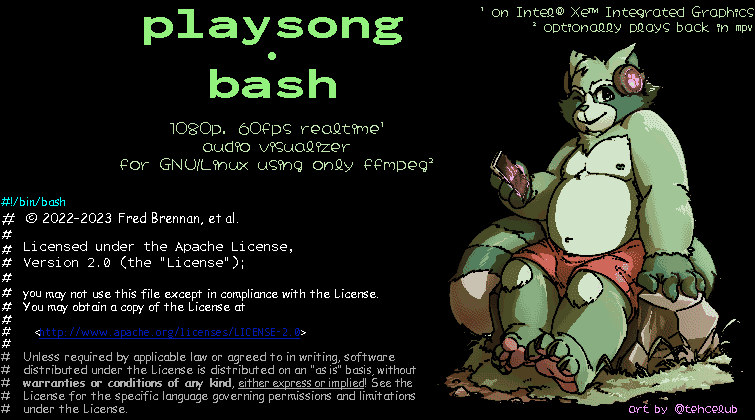 playsong
•
bash
¹ on Intel® Xe™ Integrated Graphics
² optionally plays back in mpv
1080p, 60fps realtime¹
audio visualizer
for GNU/Linux using only ffmpeg²
#!/bin/bash
# © 2022-2023 Fred Brennan, et al.
#
# Licensed under the Apache License,
# Version 2.0 (the "License");
#
# you may not use this file except in compliance with the License.
# You may obtain a copy of the License at
#
# <http://www.apache.org/licenses/LICENSE-2.0>
#
# Unless required by applicable law or agreed to in writing, software
# distributed under the License is distributed on an "as is" basis, without
# warranties or conditions of any kind, either express or implied! See the
# License for the specific language governing permissions and limitations
# under the License.
art by @tehcelub